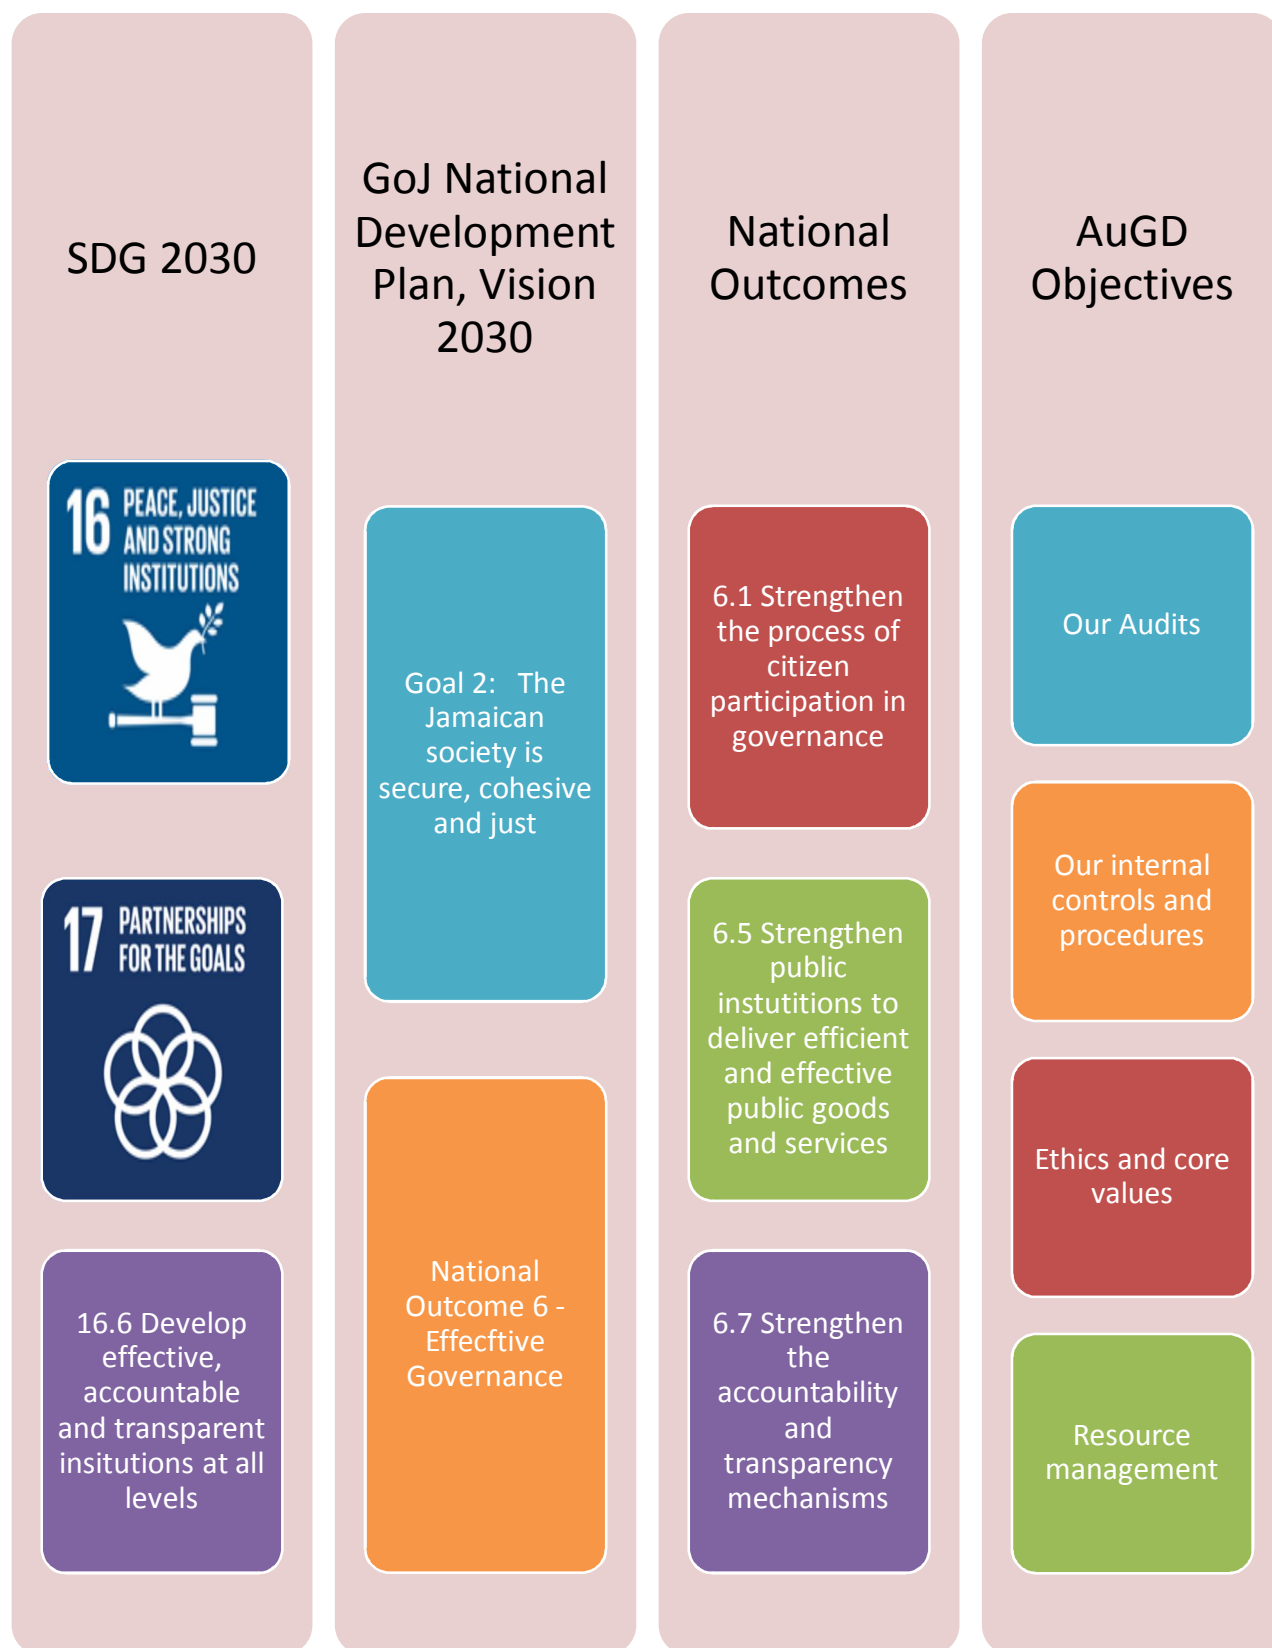 SDG 2030
16 PEACE, JUSTICE
AND STRONG
INSTITUTIONS
17 PARTNERSHIPS
FOR THE GOALS
16.6 Develop
effective,
accountable
and transparent
insitutions at all
levels
GoJ National
Development
Plan, Vision
2030
Goal 2:   The
Jamaican
society is
secure, cohesive
and just
National
Outcome 6 -
Effecftive
Governance
National
Outcomes
6.1 Strengthen
the process of
citizen
participation in
governance
6.5 Strengthen
public
instutitions to
deliver efficient
and effective
public goods
and services
6.7 Strengthen
the
accountability
and
transparency
mechanisms
AuGD
Objectives
Our Audits
Our internal
controls and
procedures
Ethics and core
values
Resource
management